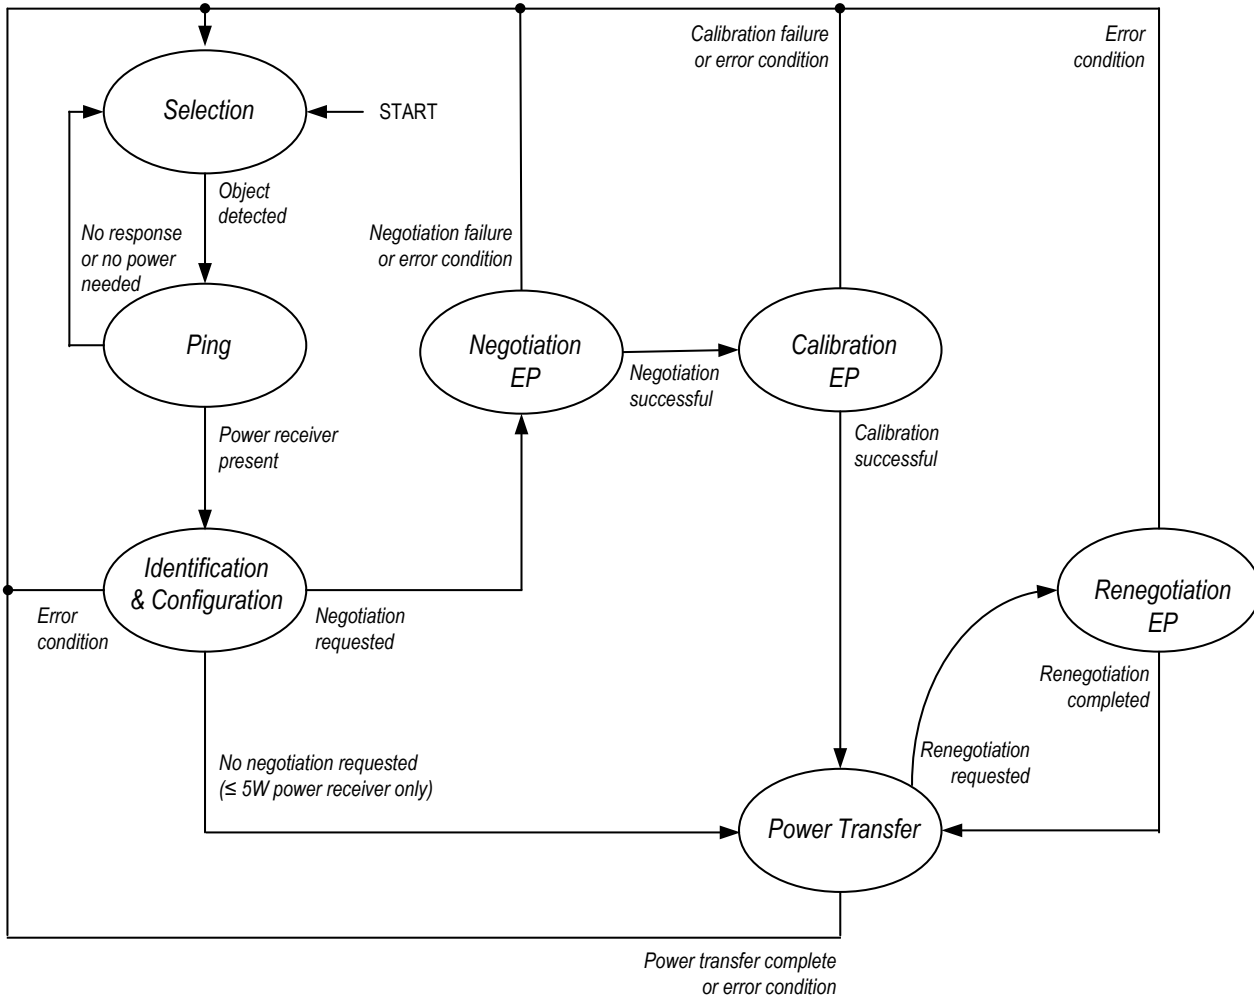 Calibration failure
or error condition
Error
condition
Selection
START
Object
detected
No response
or no power
needed
Negotiation failure
or error condition
Ping
Negotiation
EP
Calibration
EP
Negotiation
successful
Power receiver
present
Calibration
successful
Identification
& Configuration
Error
condition
Negotiation
requested
Renegotiation
EP
Renegotiation
completed
No negotiation requested
(≤ 5W power receiver only)
Renegotiation
requested
Power Transfer
Power transfer complete
or error condition